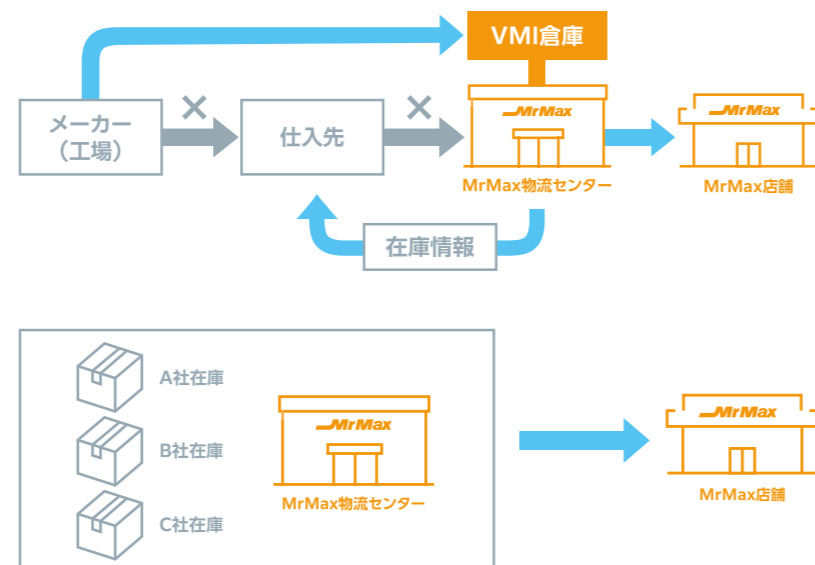 VMI倉庫
メーカー
（工場）
×
仕入先
×
MrMax
MrMax物流センター
MrMax
MrMax店舗
在庫情報
A社在庫
B社在庫
C社在庫
MrMax
MrMax物流センター
MrMax
MrMax店舗